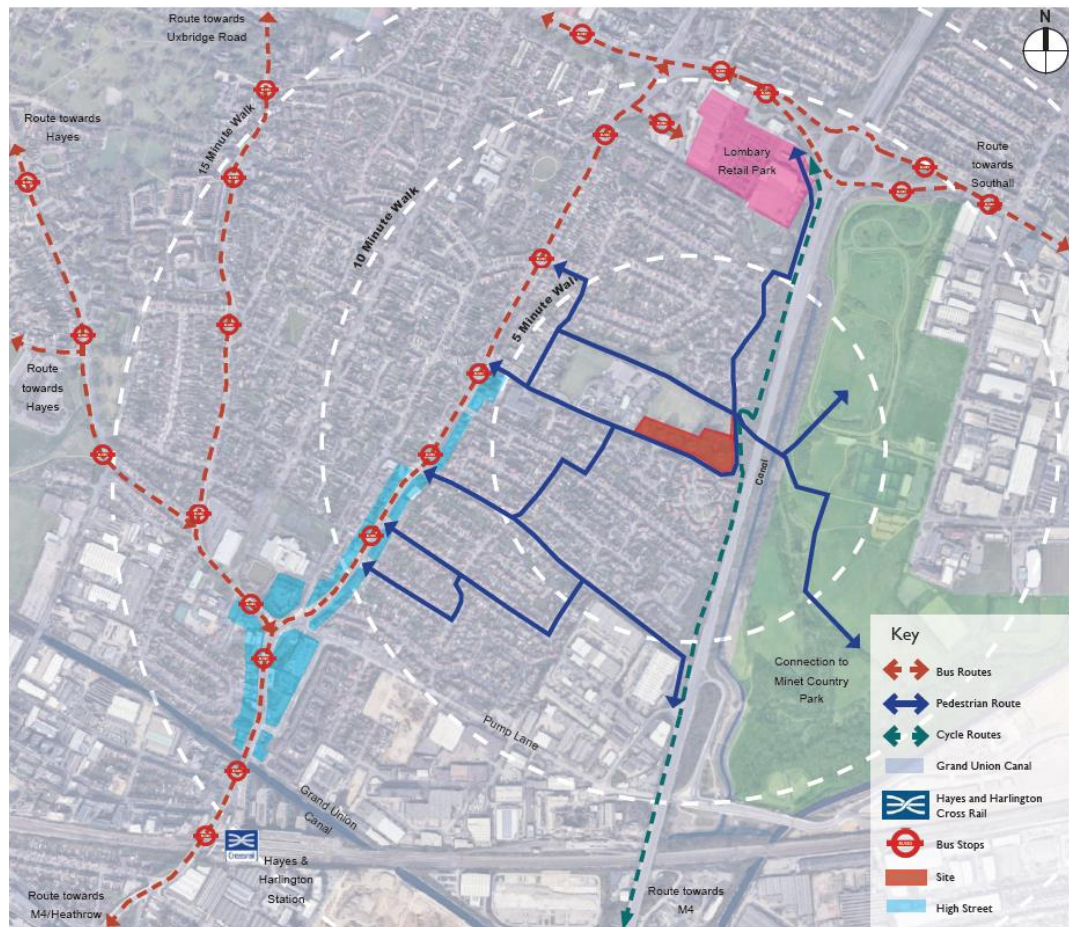 Route towards
Uxbridge Road
N
Route towards
Hayes
15 Minute Walk
Lombary
Retail Park
Route
towards
Southall
10 Minute Walk
5 Minute Walk
Route
towards
Hayes
Canal
Connection to
Minet Country
Park
Pump Lane
Grand Union
Canal
Crossrail
Hayes &
Harlington
Station
Route towards
M4/Heathrow
Route towards
M4
Key
Bus Routes
Pedestrian Route
Cycle Routes
Grand Union Canal
Hayes and Harlington
Cross Rail
Bus Stops
Site
High Street